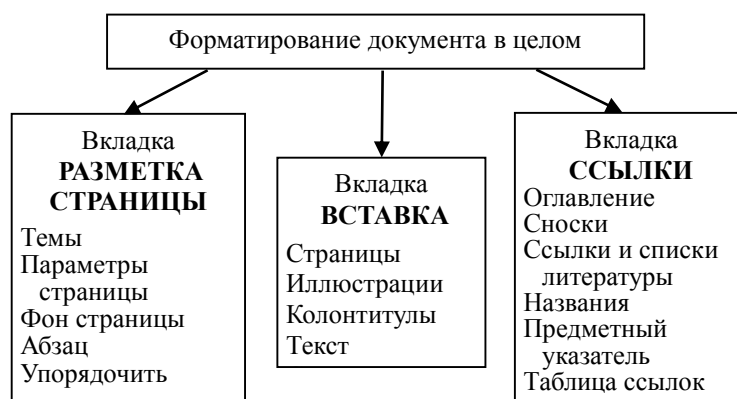 Форматирование документа в целом
Вкладка
РАЗМЕТКА
СТРАНИЦЫ
Темы
Параметры
страницы
Фон страницы
Абзац
Упорядочить
Вкладка
ВСТАВКА
Страницы
Иллюстрации
Колонтитулы
Текст
Вкладка
ССЫЛКИ
Оглавление
Сноски
Ссылки и списки
литературы
Названия
Предметный
указатель
Таблица ссылок